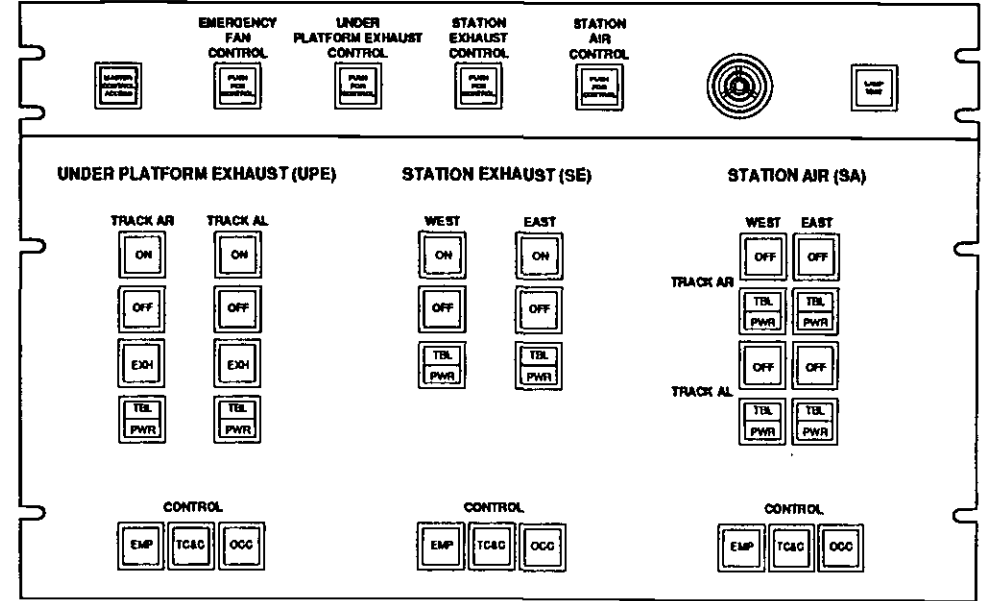 EMERGENCY FAN CONTROL
UNDER PLATFORM EXHAUST CONTROL
STATION EXHAUST CONTROL
STATION AIR CONTROL
MASTER CONTROL ACCESS
PUSH FOR CONTROL
PUSH FOR CONTROL
PUSH FOR CONTROL
PUSH FOR CONTROL
LAMP TEST
UNDER PLATFORM EXHAUST (UPE)
TRACK AR TRACK AL
ON ON
OFF OFF
EXH EXH
TBL TBL
PWR PWR
CONTROL
EMP TC&C OCC
STATION EXHAUST (SE)
WEST EAST
ON ON
OFF OFF
TBL TBL
PWR PWR
CONTROL
EMP TC&C OCC
STATION AIR (SA)
WEST EAST
OFF OFF
TRACK AR
TBL TBL
PWR PWR
OFF OFF
TRACK AL
TBL TBL
PWR PWR
CONTROL
EMP TC&C OCC